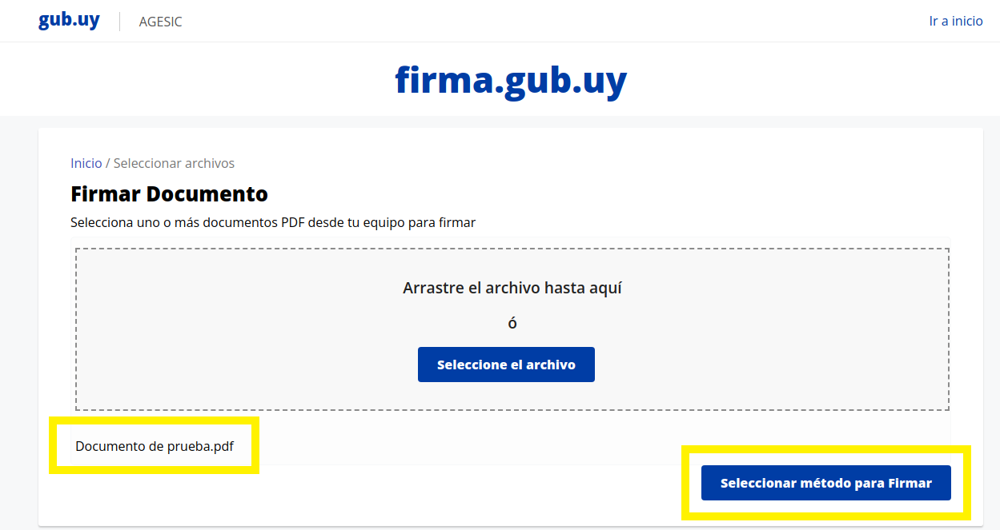 gub.uy
AGESIC
Ir a inicio
firma.gub.uy
Inicio / Seleccionar archivos
Firmar Documento
Selecciona uno o más documentos PDF desde tu equipo para firmar
Arrastre el archivo hasta aquí
ó
Seleccione el archivo
Documento de prueba.pdf
Seleccionar método para Firmar